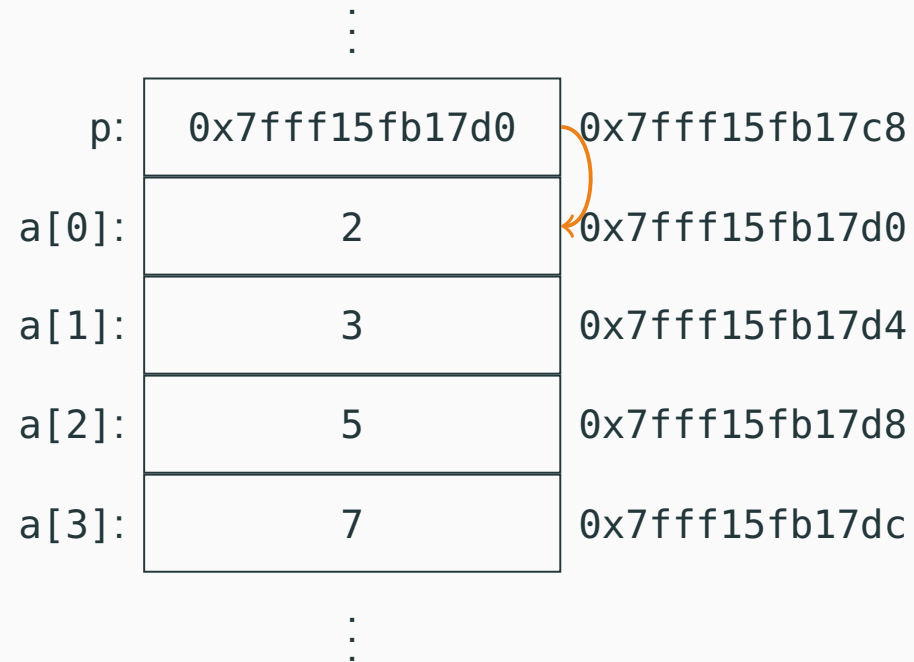 p: 0x7fff15fb17d0 0x7fff15fb17c8
a[0]: 2 0x7fff15fb17d0
a[1]: 3 0x7fff15fb17d4
a[2]: 5 0x7fff15fb17d8
a[3]: 7 0x7fff15fb17dc